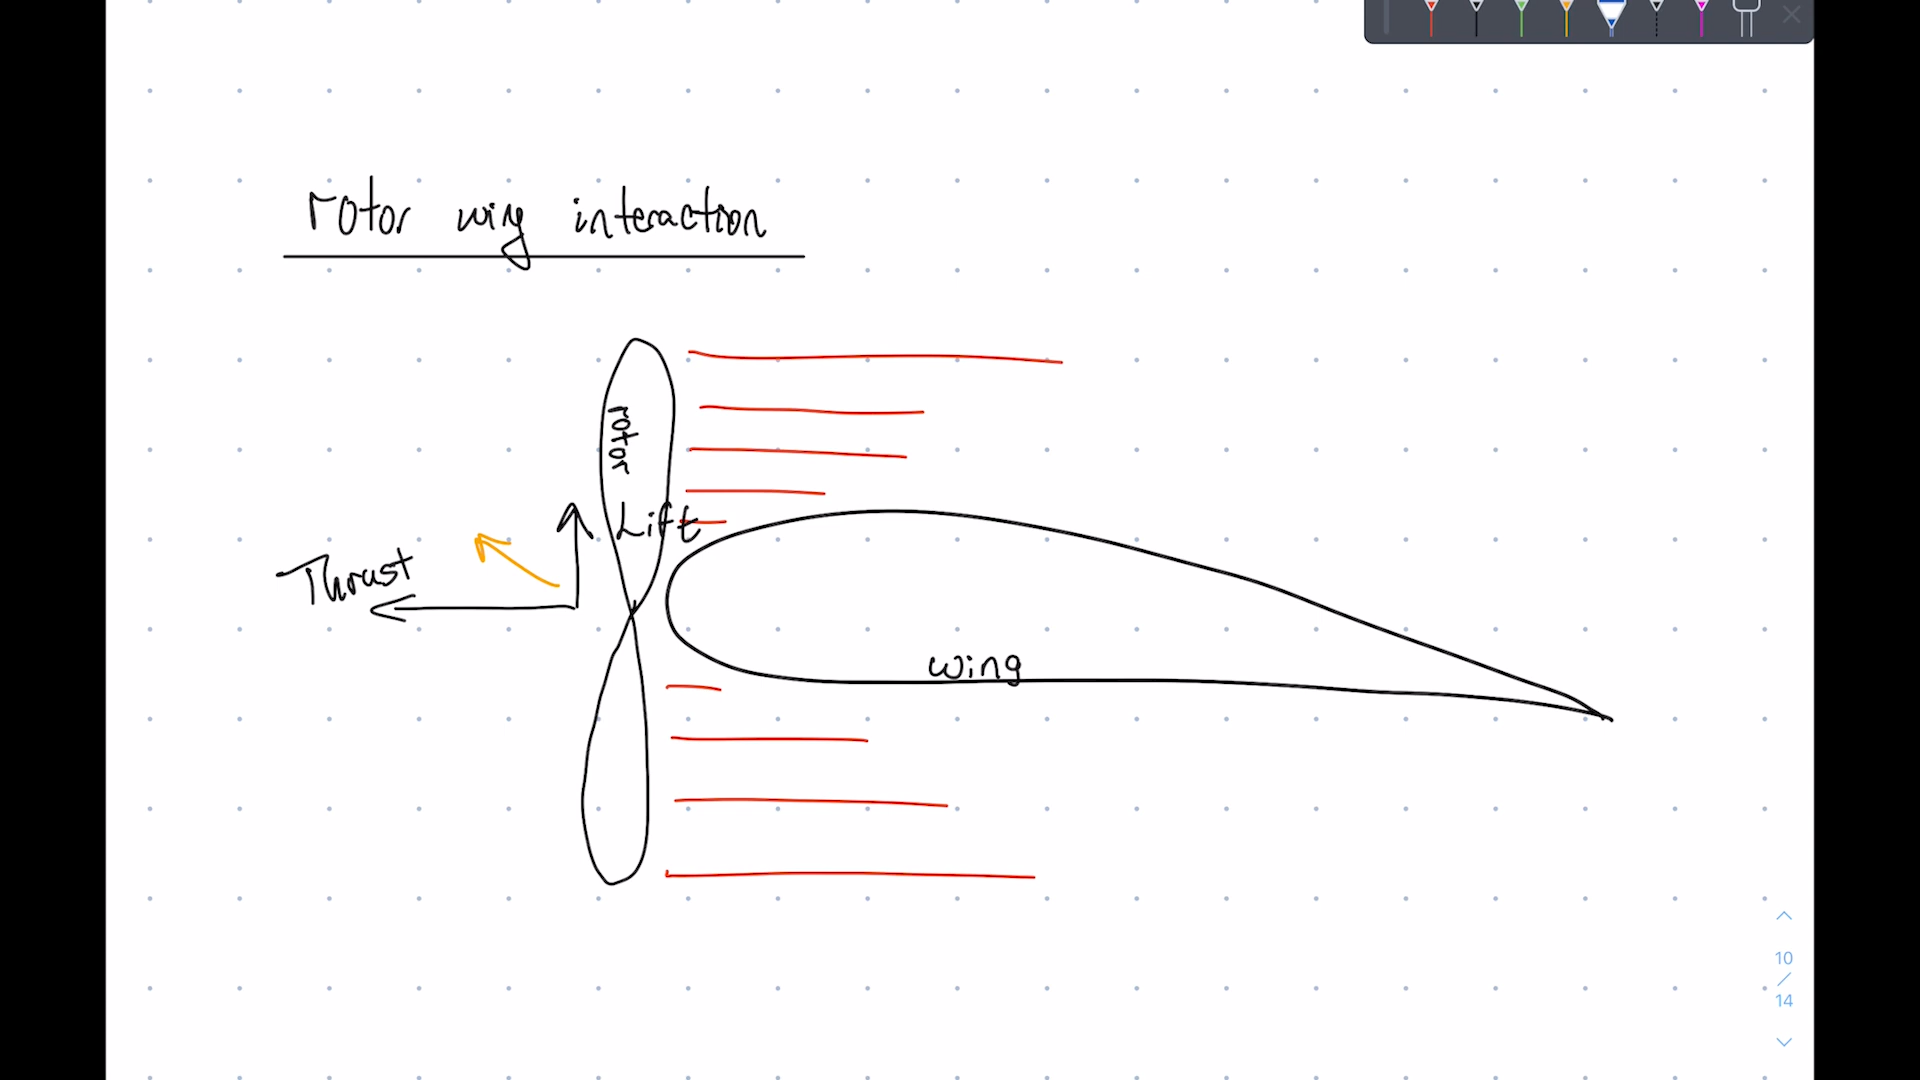 rotor wing interaction
rotor
Lift
Thrust
wing
10
/
14